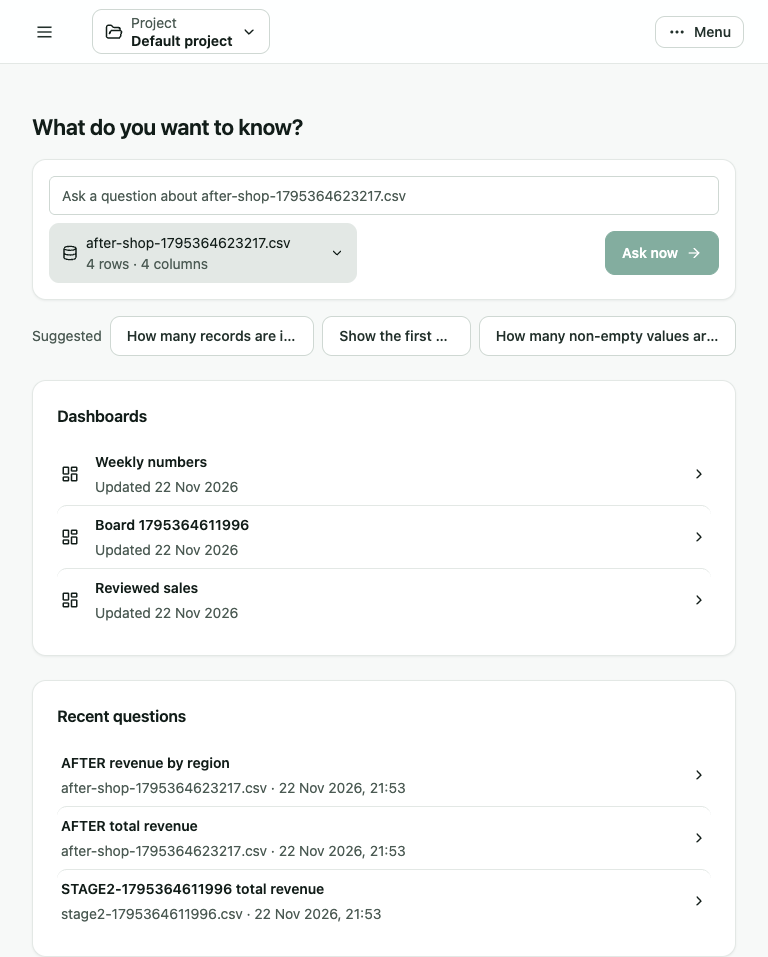 Project
Default project
Menu
What do you want to know?
Ask a question about after-shop-1795364623217.csv
after-shop-1795364623217.csv
4 rows · 4 columns
Ask now
Suggested
How many records are i...
Show the first ...
How many non-empty values ar...
Dashboards
Weekly numbers
Updated 22 Nov 2026
Board 1795364611996
Updated 22 Nov 2026
Reviewed sales
Updated 22 Nov 2026
Recent questions
AFTER revenue by region
after-shop-1795364623217.csv · 22 Nov 2026, 21:53
AFTER total revenue
after-shop-1795364623217.csv · 22 Nov 2026, 21:53
STAGE2-1795364611996 total revenue
stage2-1795364611996.csv · 22 Nov 2026, 21:53